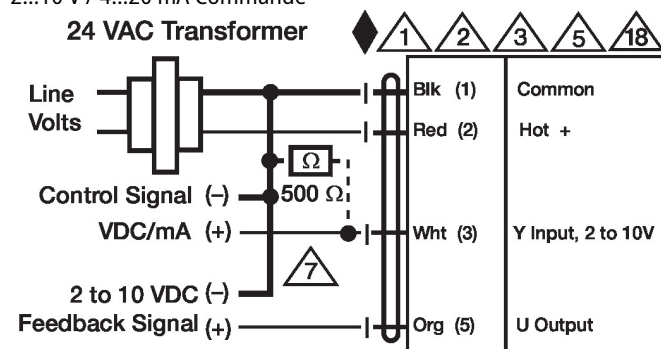 2...10 V / 4...20 mA Commande
24 VAC Transformer
1 2 3 5 18
Line
Volts
Blk (1) Common
Red (2) Hot +
Ω
500 Ω
Control Signal (–)
VDC/mA (+)
Wht (3) Y Input, 2 to 10V
7
2 to 10 VDC (–)
Feedback Signal (+)
Org (5) U Output